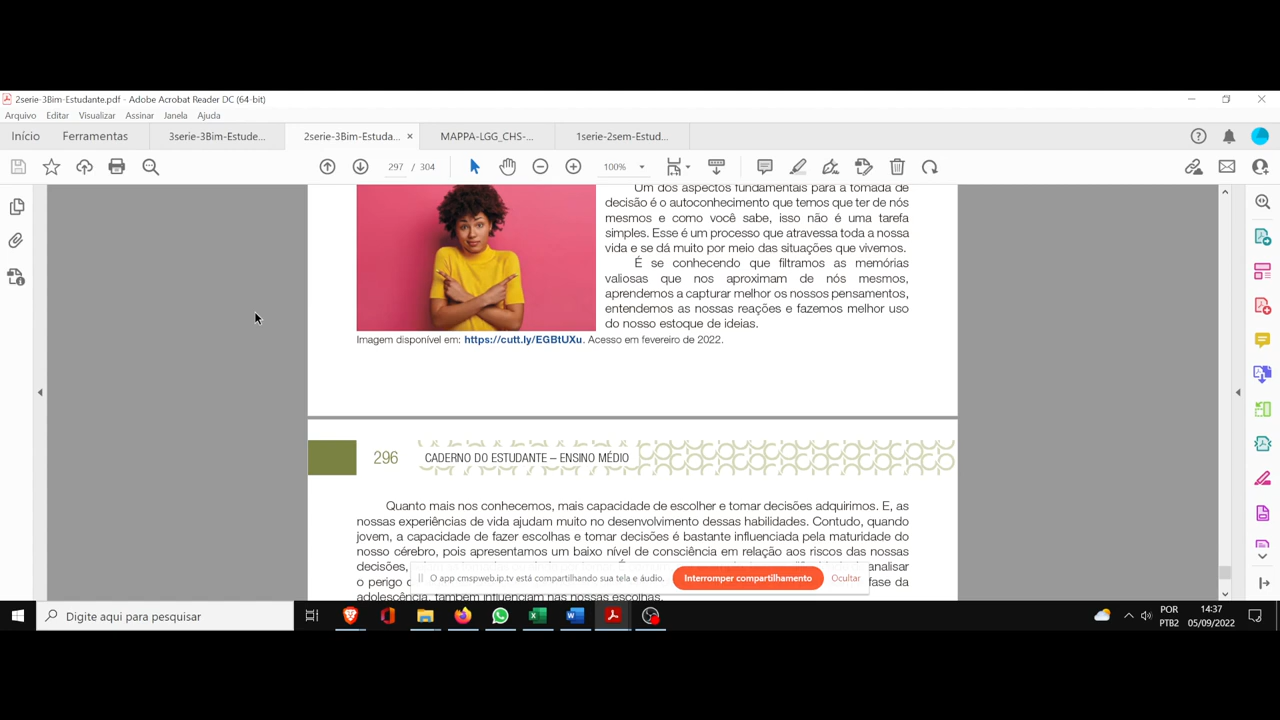 2serie-3Bim-Estudante.pdf - Adobe Acrobat Reader DC (64-bit)
Arquivo Editar Visualizar Assinar Janela Ajuda
Início Ferramentas 3serie-3Bim-Estude... 2serie-3Bim-Estuda... × MAPPA-LGG_CHS-... 1serie-2sem-Estud...
297 / 304 100%
Um dos aspectos fundamentais para a tomada de
decisão é o autoconhecimento que temos que ter de nós
mesmos e como você sabe, isso não é uma tarefa
simples. Esse é um processo que atravessa toda a nossa
vida e se dá muito por meio das situações que vivemos.
É se conhecendo que filtramos as memórias
valiosas que nos aproximam de nós mesmos,
aprendemos a capturar melhor os nossos pensamentos,
entendemos as nossas reações e fazemos melhor uso
do nosso estoque de ideias.
Imagem disponível em: https://cutt.ly/EGBtUXu. Acesso em fevereiro de 2022.
296 CADERNO DO ESTUDANTE – ENSINO MÉDIO
Quanto mais nos conhecemos, mais capacidade de escolher e tomar decisões adquirimos. E, as
nossas experiências de vida ajudam muito no desenvolvimento dessas habilidades. Contudo, quando
jovem, a capacidade de fazer escolhas e tomar decisões é bastante influenciada pela maturidade do
nosso cérebro, pois apresentamos um baixo nível de consciência em relação aos riscos das nossas
decisões, analisar
o perigo fase da
adolescência, também influenciam nas nossas escolhas.
O app cmspweb.ip.tv está compartilhando sua tela e áudio. Interromper compartilhamento Ocultar
Digite aqui para pesquisar
POR 14:37
PTB2 05/09/2022